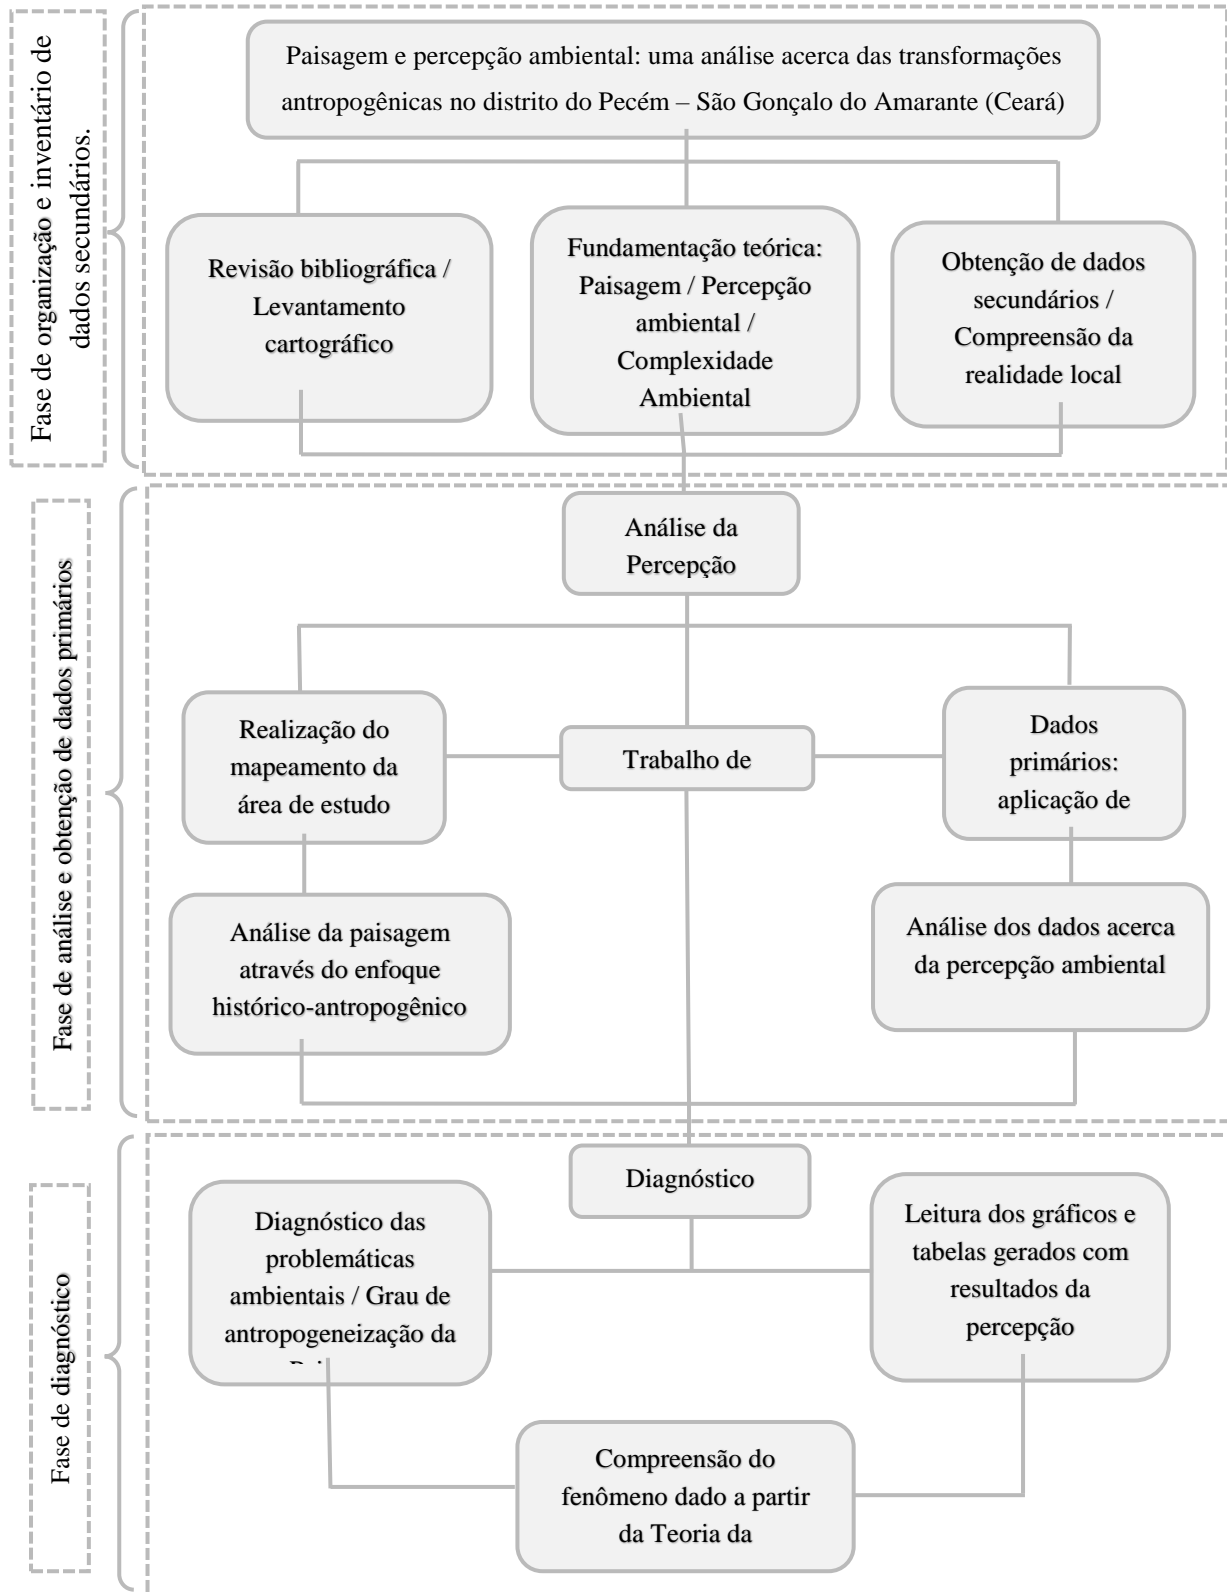 Fase de organização e inventário de
dados secundários.
Paisagem e percepção ambiental: uma análise acerca das transformações
antropogênicas no distrito do Pecém – São Gonçalo do Amarante (Ceará)
Revisão bibliográfica /
Levantamento
cartográfico
Fundamentação teórica:
Paisagem / Percepção
ambiental /
Complexidade
Ambiental
Obtenção de dados
secundários /
Compreensão da
realidade local
Fase de análise e obtenção de dados primários
Análise da
Percepção
Realização do
mapeamento da
área de estudo
Trabalho de
Dados
primários:
aplicação de
Análise da paisagem
através do enfoque
histórico-antropogênico
Análise dos dados acerca
da percepção ambiental
Fase de diagnóstico
Diagnóstico
Diagnóstico das
problemáticas
ambientais / Grau de
antropogeneização da
Leitura dos gráficos e
tabelas gerados com
resultados da
percepção
Compreensão do
fenômeno dado a partir
da Teoria da